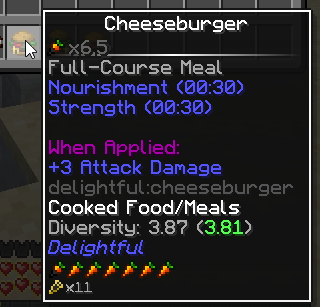 Cheeseburger
x6.5
Full-Course Meal
Nourishment (00:30)
Strength (00:30)
When Applied:
+3 Attack Damage
delightful:cheeseburger
Cooked Food/Meals
Diversity: 3.87 (3.81)
Delightful
x11